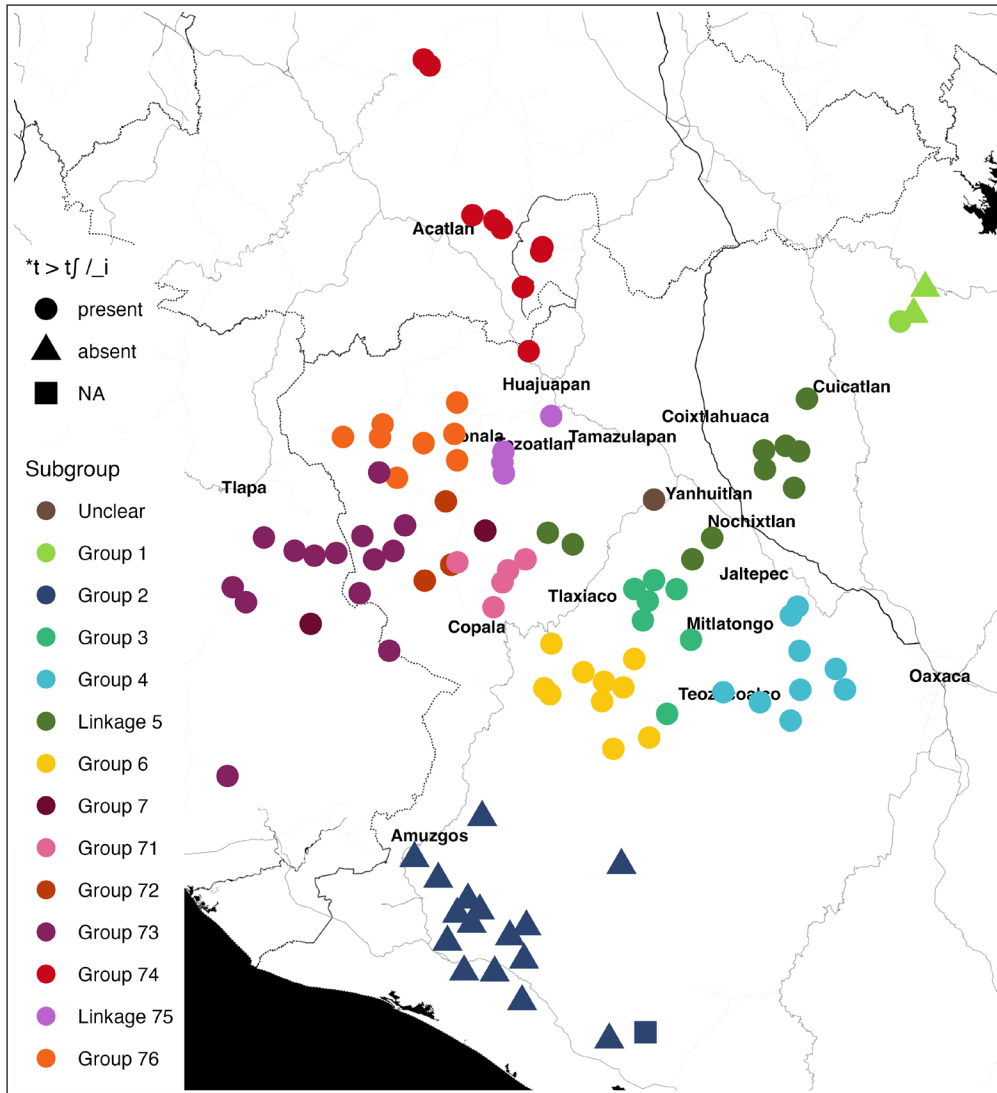 Acatlan
*t > tʃ /_i
present
absent
NA
Huajuapan
Cuicatlan
Coixtlahuaca
onala
Tamazulapan
Subgroup
Tlapa
Yanhuitlan
Unclear
Nochixtlan
Group 1
Jaltepec
Group 2
Tlaxiaco
Group 3
Copala
Mitlatongo
Group 4
Oaxaca
Linkage 5
Group 6
Group 7
Amuzgos
Group 71
Group 72
Group 73
Group 74
Linkage 75
Group 76